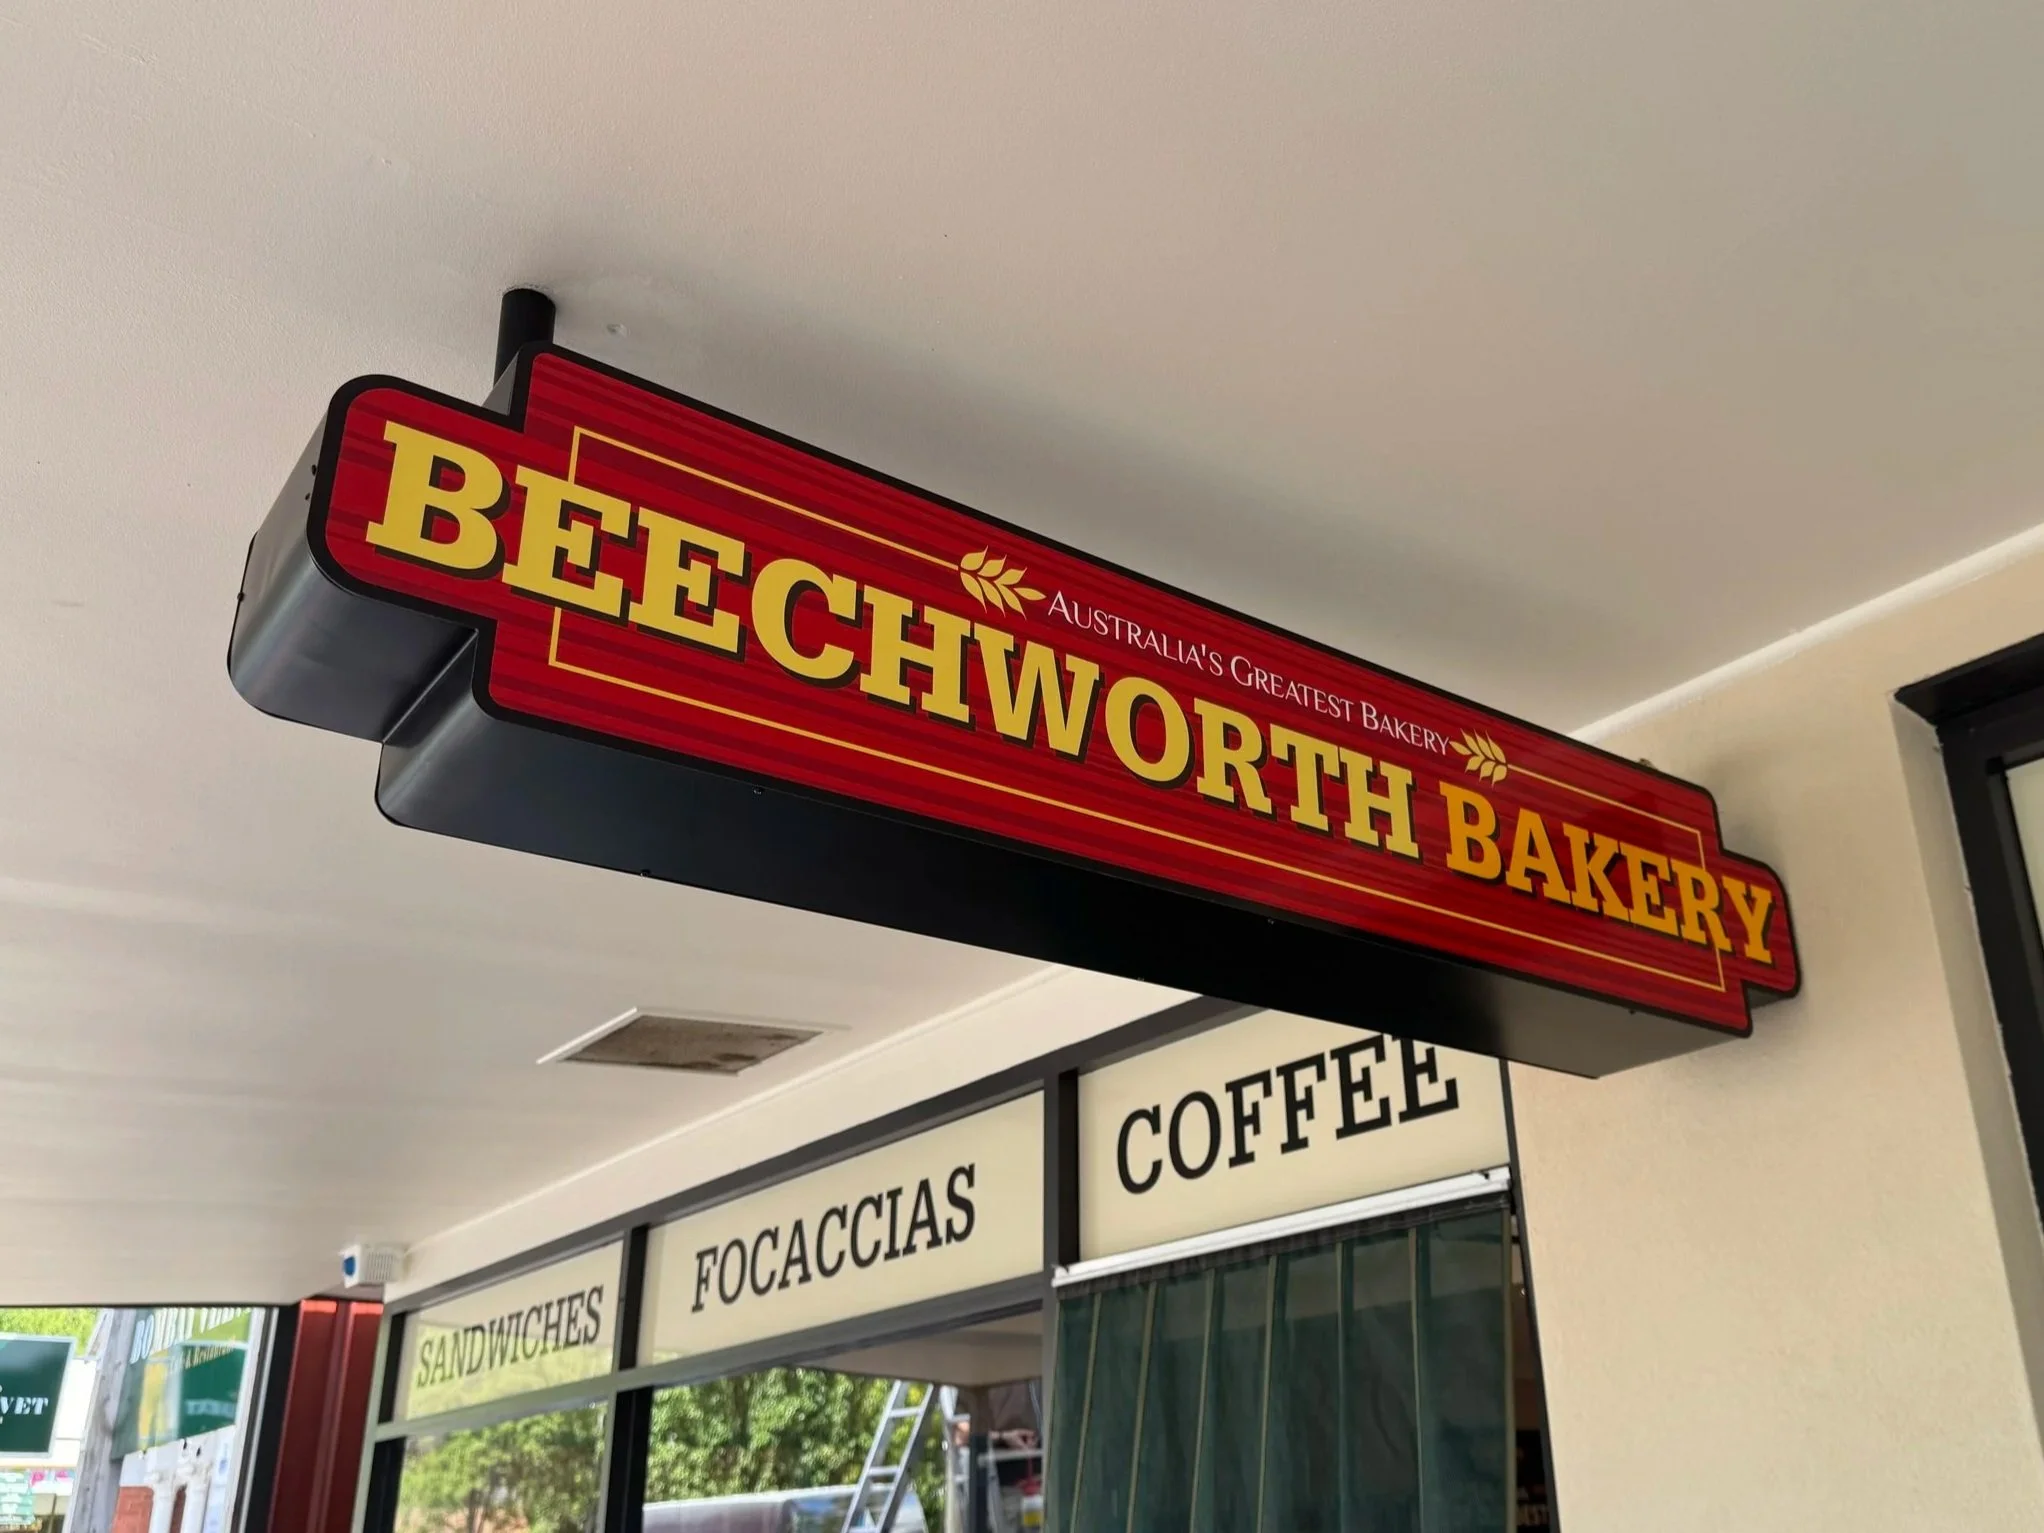 AUSTRALIA'S GREATEST BAKERY
BEECHWORTH BAKERY
COFFEE
FOCACCIAS
SANDWICHES